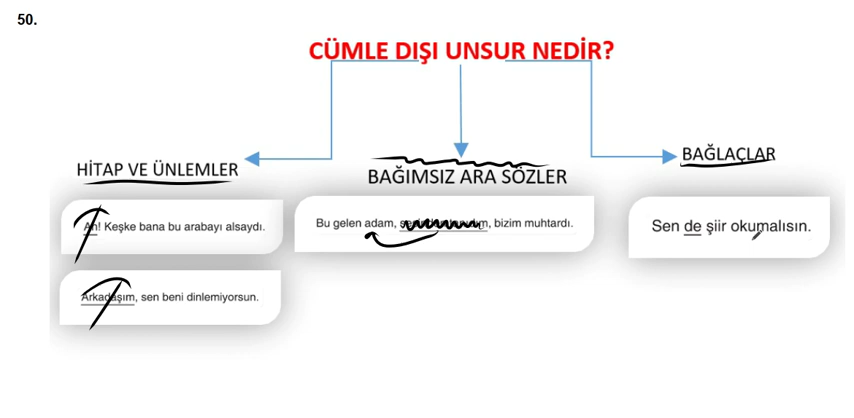 50.
CÜMLE DIŞI UNSUR NEDİR?
HİTAP VE ÜNLEMLER
BAĞIMSIZ ARA SÖZLER
BAĞLAÇLAR
Ah! Keşke bana bu arabayı alsaydı.
Arkadaşım, sen beni dinlemiyorsun.
Bu gelen adam, , bizim muhtardı.
Sen de şiir okumalısın.